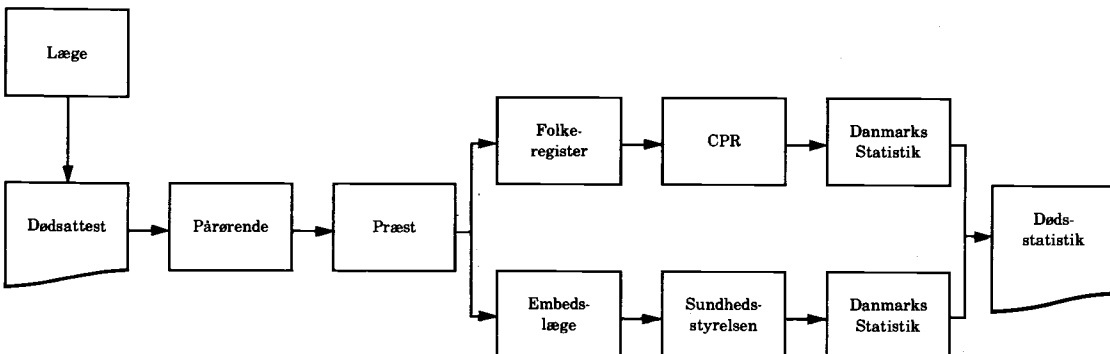 Læge
Dødsattest
Pårørende
Præst
Folke-
register
CPR
Danmarks
Statistik
Embeds-
læge
Sundheds-
styrelsen
Danmarks
Statistik
Døds-
statistik